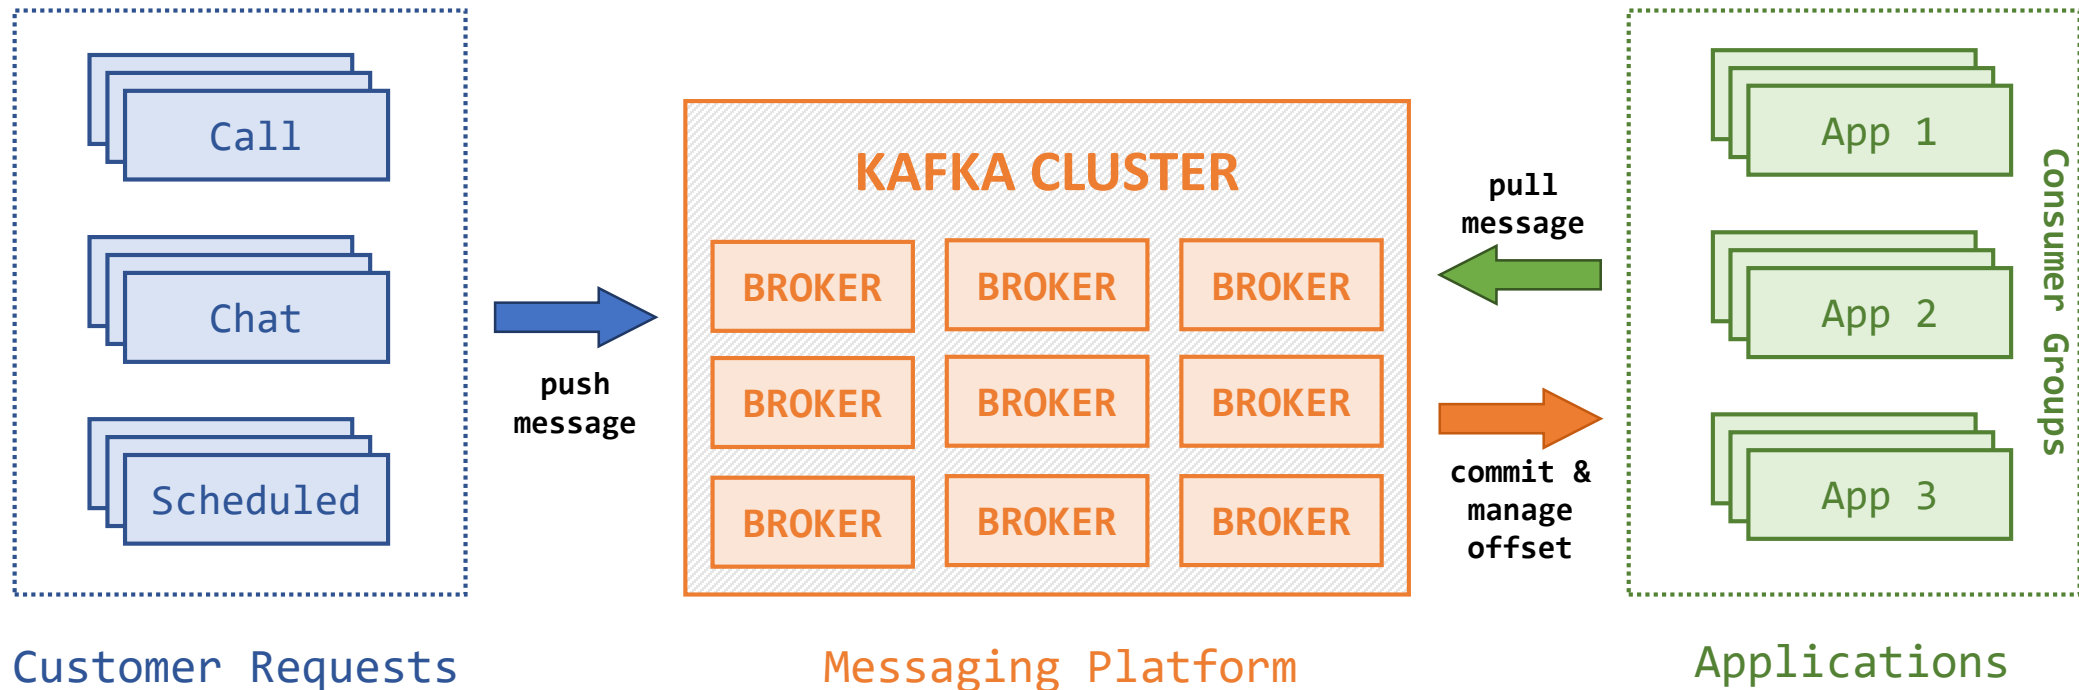 Call
Chat
Scheduled
Customer Requests
push
message
KAFKA CLUSTER
BROKER BROKER BROKER
BROKER BROKER BROKER
BROKER BROKER BROKER
Messaging Platform
pull
message
commit &
manage
offset
App 1
App 2
App 3
Consumer Groups
Applications